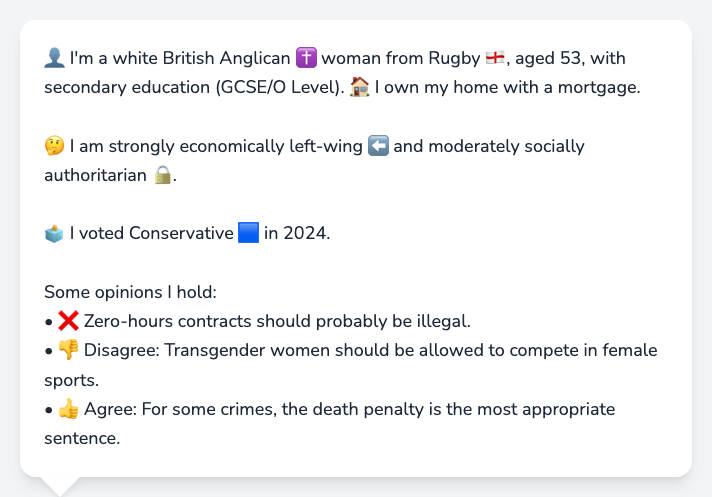 👤 I'm a white British Anglican ✝️ woman from Rugby 🏴󠁧󠁢󠁥󠁮󠁧󠁿, aged 53, with
secondary education (GCSE/O Level). 🏠 I own my home with a mortgage.
🤔 I am strongly economically left-wing ⬅️ and moderately socially
authoritarian 🔒.
🗳️ I voted Conservative 🟦 in 2024.
Some opinions I hold:
• ❌ Zero-hours contracts should probably be illegal.
• 👎 Disagree: Transgender women should be allowed to compete in female
sports.
• 👍 Agree: For some crimes, the death penalty is the most appropriate
sentence.